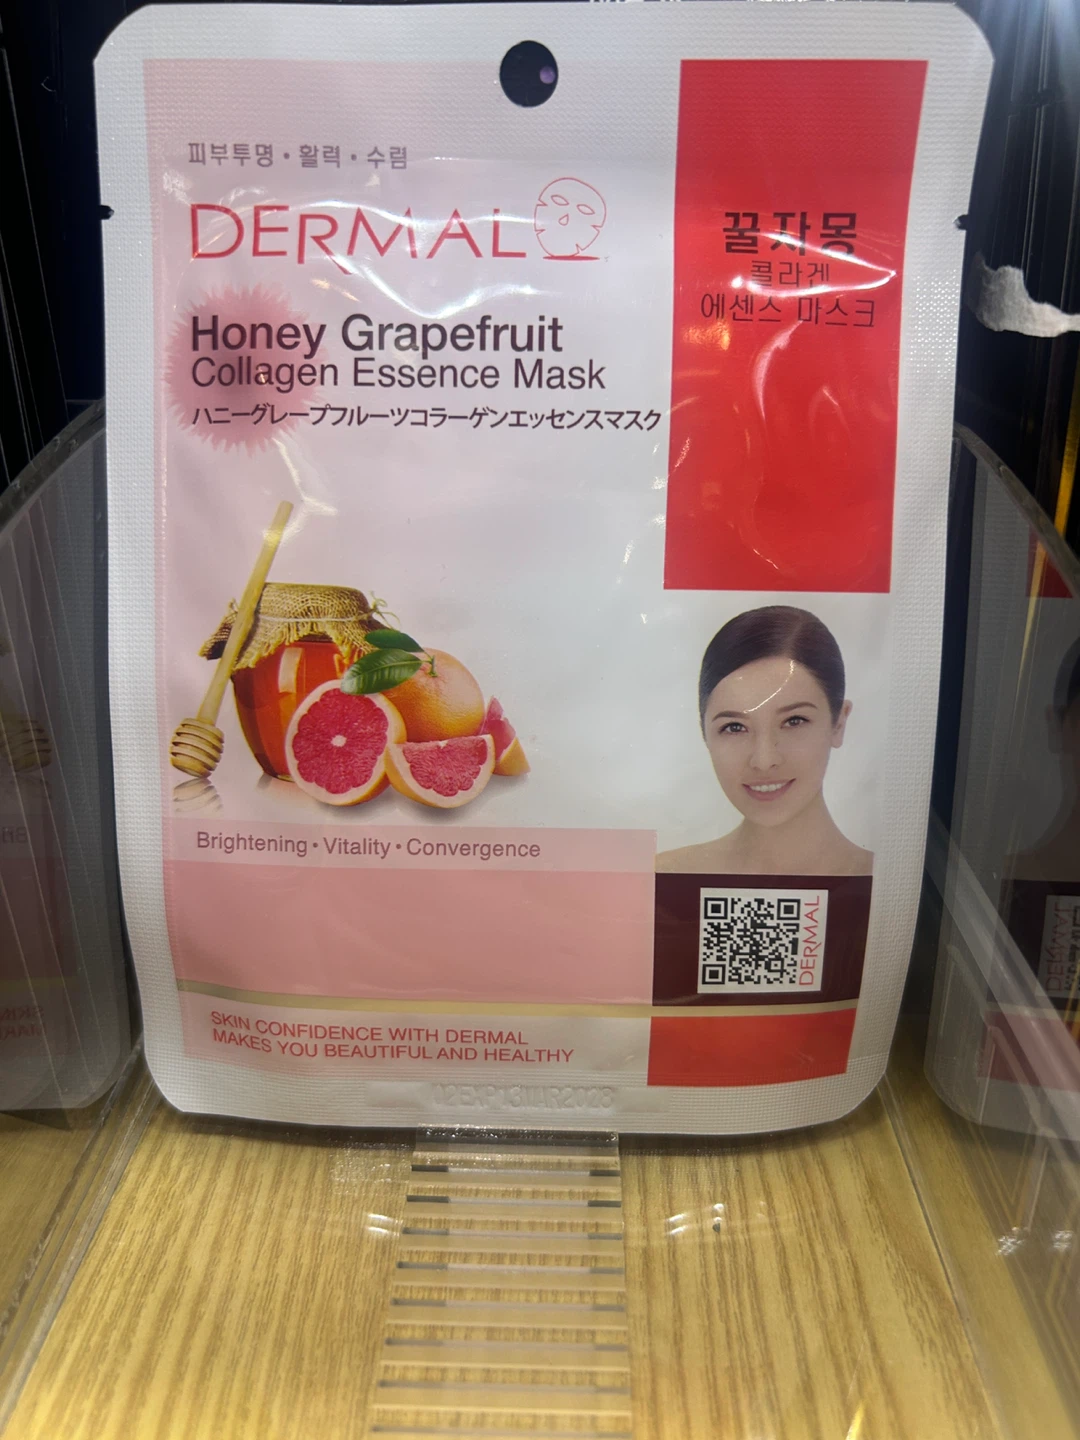 피부투명 • 활력 • 수렴
DERMAL
Honey Grapefruit
Collagen Essence Mask
ハニーグレープフルーツコラーゲンエッセンスマスク
꿀자몽
콜라겐
에센스 마스크
Brightening • Vitality • Convergence
DERMAL
SKIN CONFIDENCE WITH DERMAL
MAKES YOU BEAUTIFUL AND HEALTHY